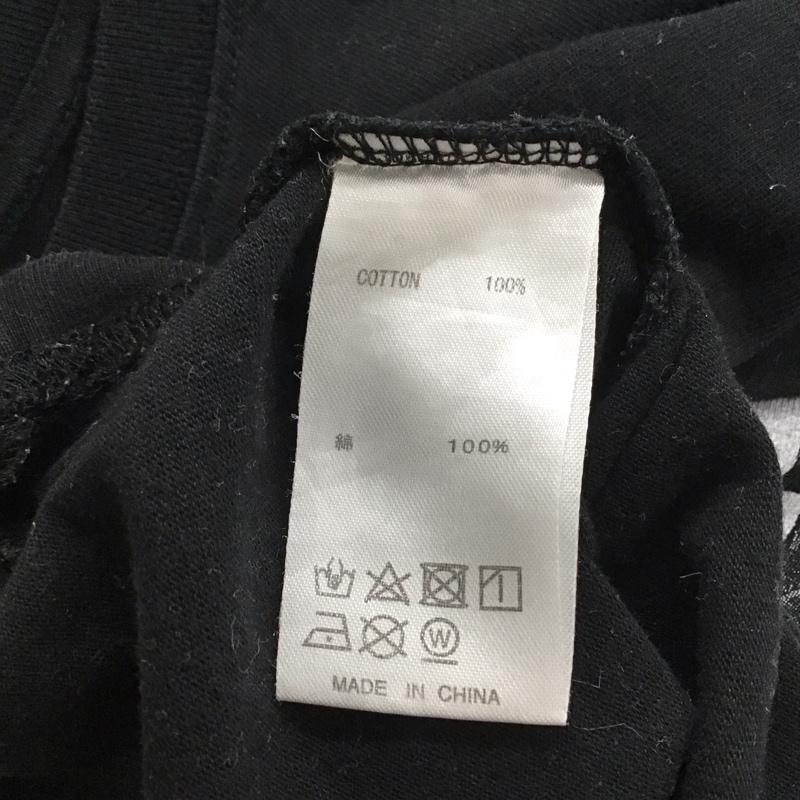 COTTON 100%
綿 100%
W
MADE IN CHINA